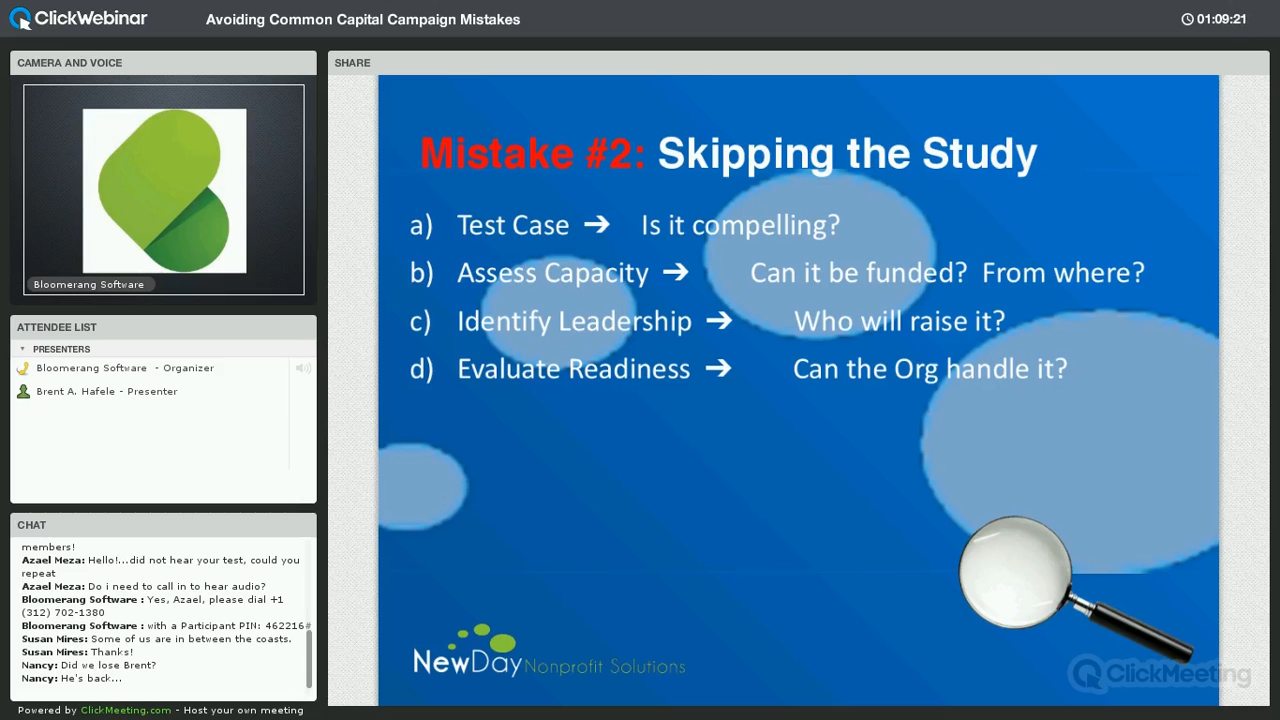 ClickWebinar
Avoiding Common Capital Campaign Mistakes
01:09:21
CAMERA AND VOICE
Bloomerang Software
ATTENDEE LIST
PRESENTERS
Bloomerang Software - Organizer
Brent A. Hafele - Presenter
CHAT
members!
Azael Meza: Hello!...did not hear your test, could you
repeat
Azael Meza: Do i need to call in to hear audio?
Bloomerang Software : Yes, Azael, please dial +1
(312) 702-1380
Bloomerang Software : with a Participant PIN: 462216#
Susan Mires: Some of us are in between the coasts.
Susan Mires: Thanks!
Nancy: Did we lose Brent?
Nancy: He's back...
Powered by ClickMeeting.com - Host your own meeting
SHARE
Mistake #2: Skipping the Study
a) Test Case ➔ Is it compelling?
b) Assess Capacity ➔ Can it be funded? From where?
c) Identify Leadership ➔ Who will raise it?
d) Evaluate Readiness ➔ Can the Org handle it?
NewDay Nonprofit Solutions
ClickMeeting